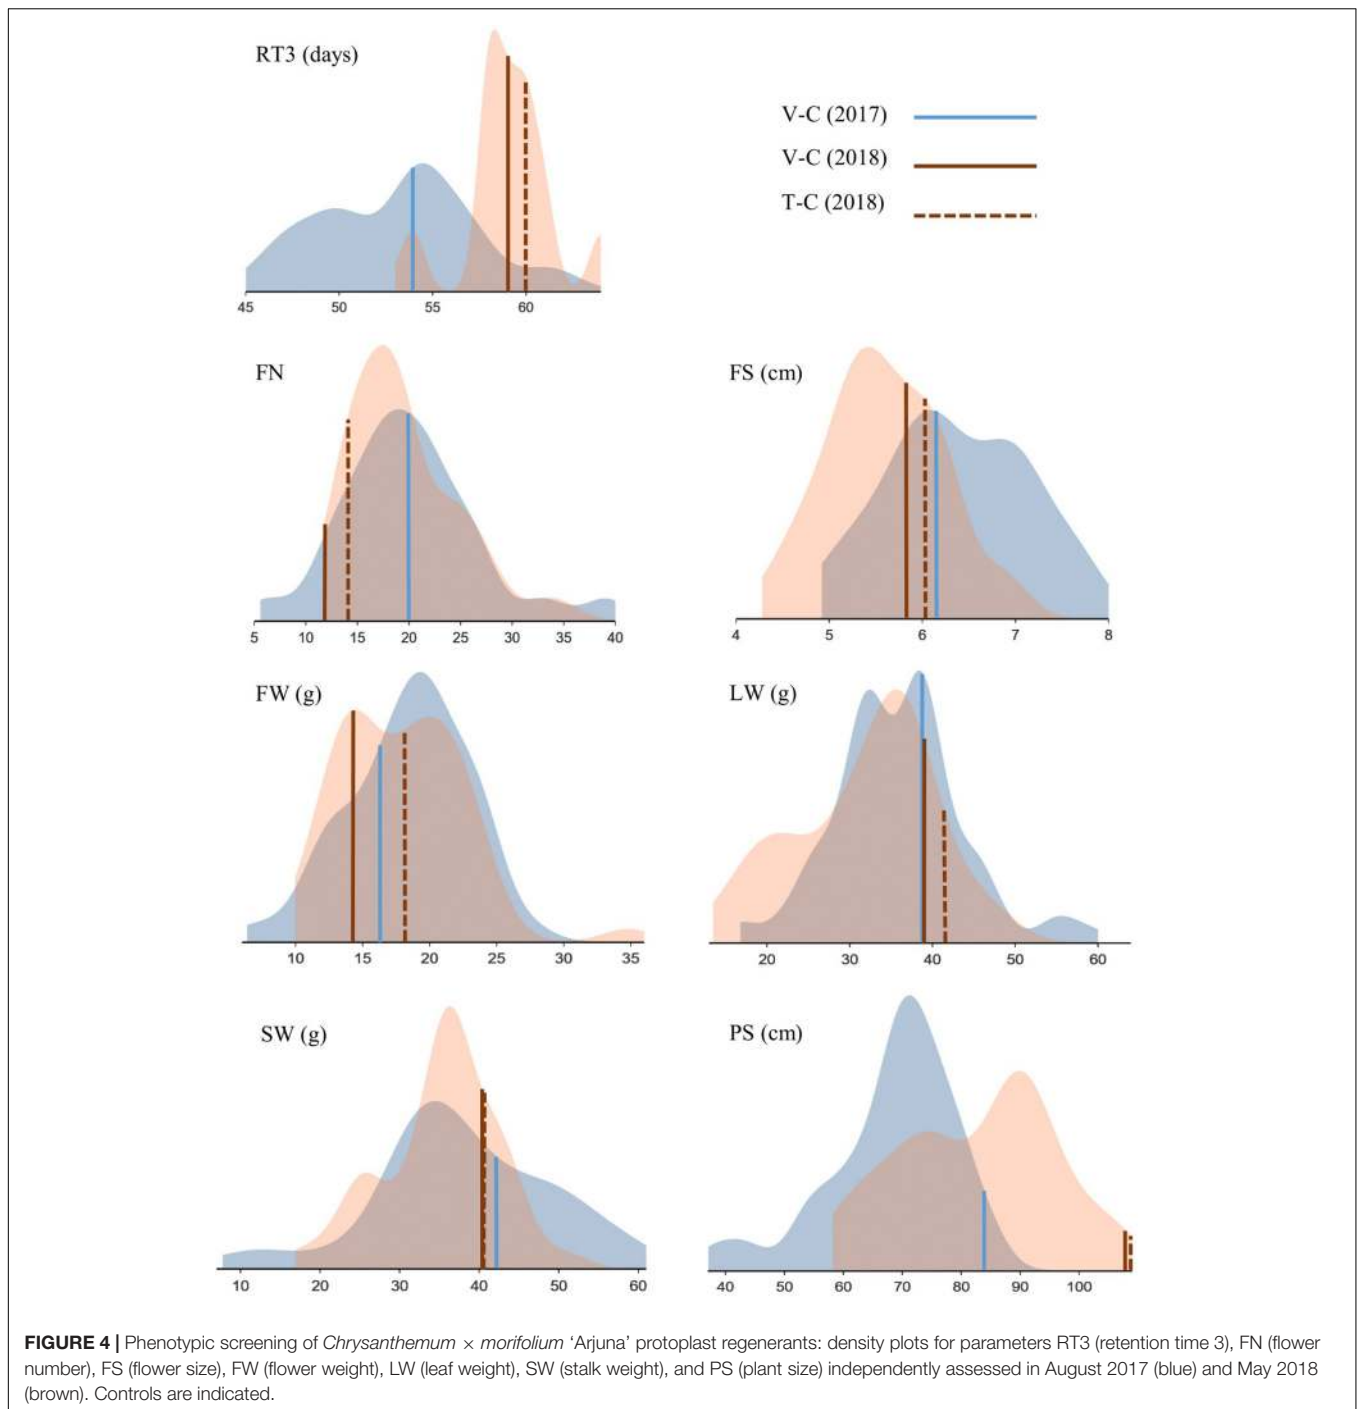 RT3 (days)
V-C (2017)
V-C (2018)
T-C (2018)
45 50 55 60
FN
5 10 15 20 25 30 35 40
FS (cm)
4 5 6 7 8
FW (g)
10 15 20 25 30 35
LW (g)
20 30 40 50 60
SW (g)
10 20 30 40 50 60
PS (cm)
40 50 60 70 80 90 100
FIGURE 4 | Phenotypic screening of Chrysanthemum × morifolium ‘Arjuna’ protoplast regenerants: density plots for parameters RT3 (retention time 3), FN (flower
number), FS (flower size), FW (flower weight), LW (leaf weight), SW (stalk weight), and PS (plant size) independently assessed in August 2017 (blue) and May 2018
(brown). Controls are indicated.